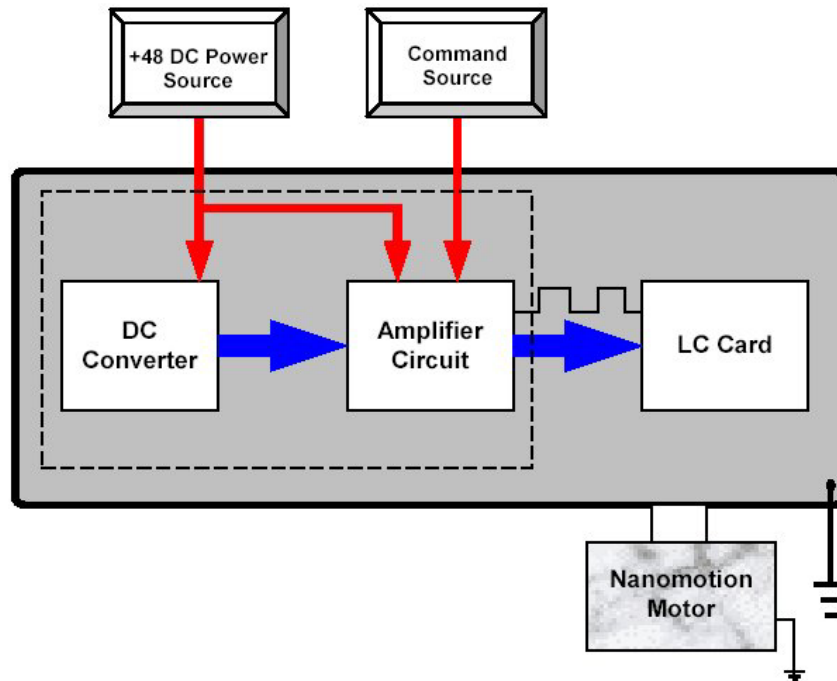 +48 DC Power
Source
Command
Source
DC
Converter
Amplifier
Circuit
LC Card
Nanomotion
Motor